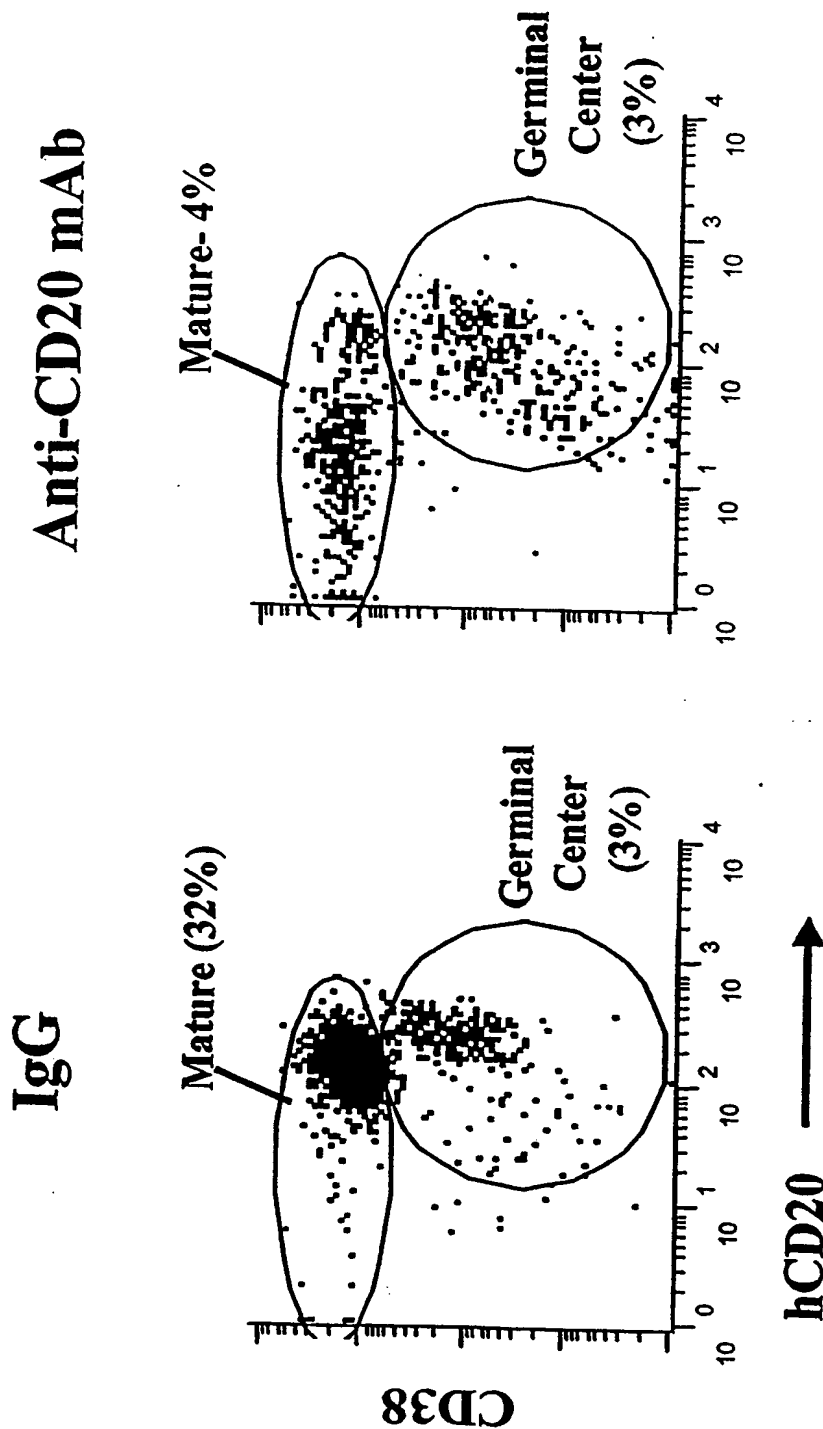 IgG
Mature (32%)
Germinal
Center
(3%)
CD38
10 0
10 1
10 2
10 3
10 4
hCD20
Anti-CD20 mAb
Mature- 4%
Germinal
Center
(3%)
10 0
10 1
10 2
10 3
10 4